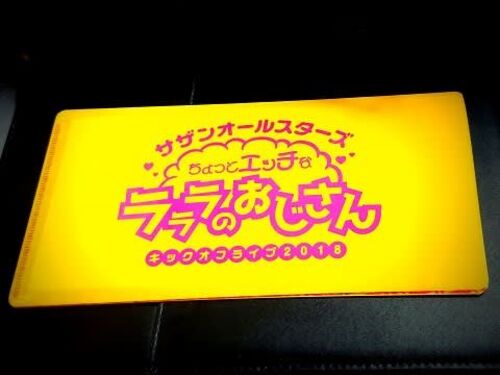 サザンオールスターズ
ちょっとエッチな
ラララのおじさん
キックオフライブ2018